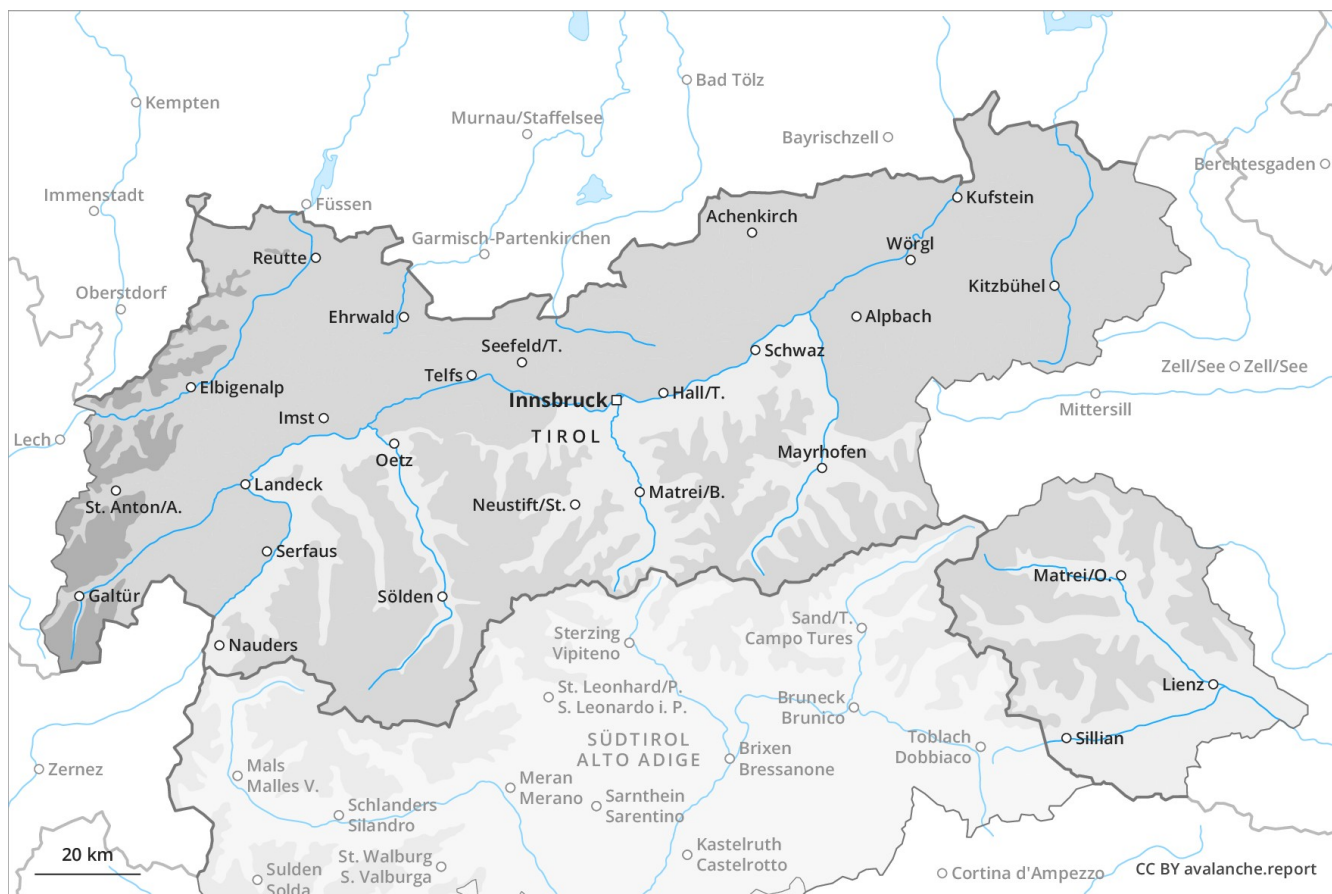 Bad Tölz
Kempten
Murnau/Staffelsee
Bayrischzell
Berchtesgaden
Immenstadt
Füssen
Kufstein
Achenkirch
Garmisch-Partenkirchen
Wörgl
Reutte
Kitzbühel
Oberstdorf
Ehrwald
Alpbach
Seefeld/T.
Schwaz
Zell/See
Zell/See
Telfs
Elbigenalp
Innsbruck
Hall/T.
Mittersill
Imst
TIROL
Lech
Oetz
Mayrhofen
Landeck
Matrei/B.
St. Anton/A.
Neustift/St.
Serfaus
Matrei/O.
Galtür
Sölden
Sand/T.
Campo Tures
Sterzing
Vipiteno
Nauders
Lienz
St. Leonhard/P.
S. Leonardo i. P.
Bruneck
Brunico
SÜDTIROL
ALTO ADIGE
Toblach
Dobbiaco
Sillian
Brixen
Bressanone
Zernez
Mals
Malles V.
Meran
Merano
Sarnthein
Sarentino
Schlanders
Silandro
Kastelruth
Castelrotto
20 km
St. Walburg
S. Valburga
Sulden
Solda
Cortina d'Ampezzo
CC BY avalanche.report